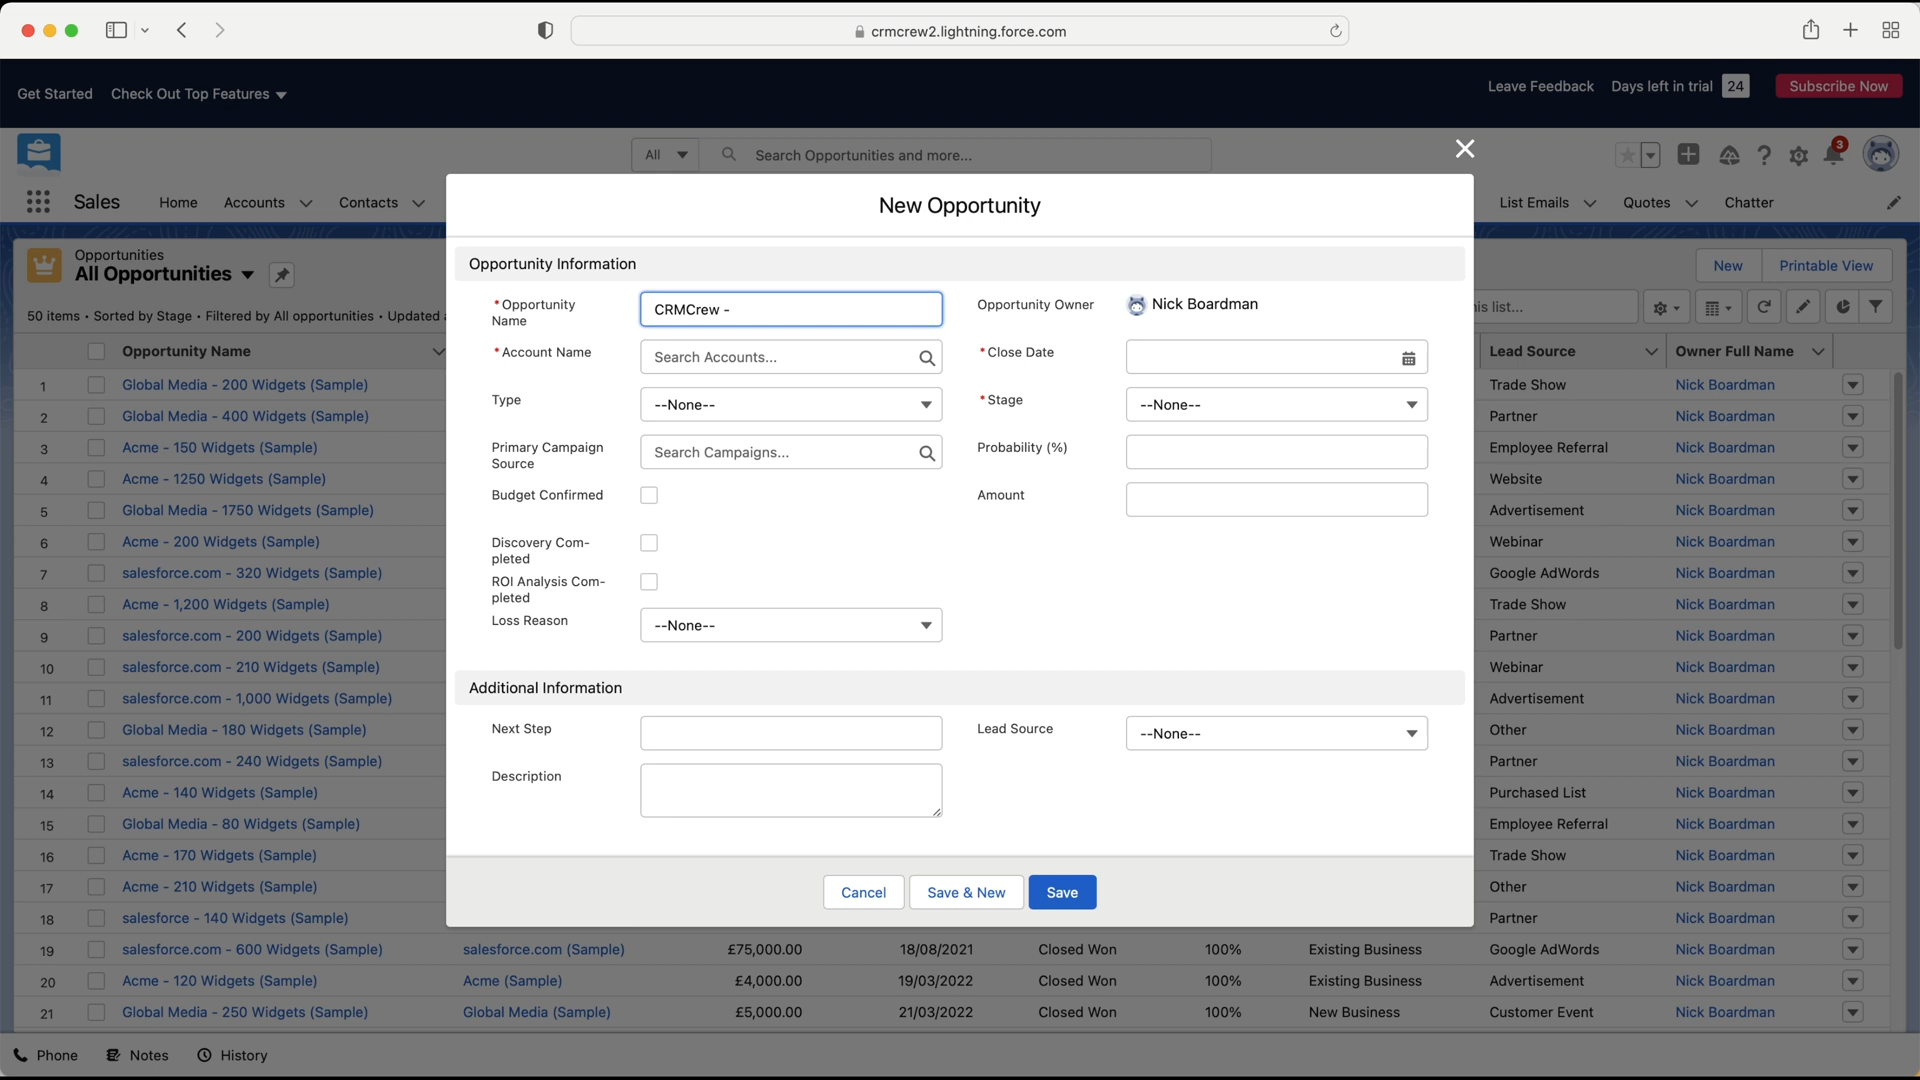 crmcrew2.lightning.force.com
Get Started Check Out Top Features Leave Feedback Days left in trial 24 Subscribe Now
All Search Opportunities and more... 3
Sales Home Accounts Contacts List Emails Quotes Chatter
New Opportunity
Opportunities
All Opportunities
New Printable View
50 items • Sorted by Stage • Filtered by All opportunities • Updated
is list...
Opportunity Name Lead Source Owner Full Name
1 Global Media - 200 Widgets (Sample) Trade Show Nick Boardman
2 Global Media - 400 Widgets (Sample) Partner Nick Boardman
3 Acme - 150 Widgets (Sample) Employee Referral Nick Boardman
4 Acme - 1250 Widgets (Sample) Website Nick Boardman
5 Global Media - 1750 Widgets (Sample) Advertisement Nick Boardman
6 Acme - 200 Widgets (Sample) Webinar Nick Boardman
7 salesforce.com - 320 Widgets (Sample) Google AdWords Nick Boardman
8 Acme - 1,200 Widgets (Sample) Trade Show Nick Boardman
9 salesforce.com - 200 Widgets (Sample) Partner Nick Boardman
10 salesforce.com - 210 Widgets (Sample) Webinar Nick Boardman
11 salesforce.com - 1,000 Widgets (Sample) Advertisement Nick Boardman
12 Global Media - 180 Widgets (Sample) Other Nick Boardman
13 salesforce.com - 240 Widgets (Sample) Partner Nick Boardman
14 Acme - 140 Widgets (Sample) Purchased List Nick Boardman
15 Global Media - 80 Widgets (Sample) Employee Referral Nick Boardman
16 Acme - 170 Widgets (Sample) Trade Show Nick Boardman
17 Acme - 210 Widgets (Sample) Other Nick Boardman
18 salesforce - 140 Widgets (Sample) Partner Nick Boardman
19 salesforce.com - 600 Widgets (Sample) salesforce.com (Sample) £75,000.00 18/08/2021 Closed Won 100% Existing Business Google AdWords Nick Boardman
20 Acme - 120 Widgets (Sample) Acme (Sample) £4,000.00 19/03/2022 Closed Won 100% Existing Business Advertisement Nick Boardman
21 Global Media - 250 Widgets (Sample) Global Media (Sample) £5,000.00 21/03/2022 Closed Won 100% New Business Customer Event Nick Boardman
Opportunity Information
*Opportunity
Name
CRMCrew -
Opportunity Owner Nick Boardman
*Account Name Search Accounts... *Close Date
Type --None-- *Stage --None--
Primary Campaign
Source
Search Campaigns... Probability (%)
Budget Confirmed Amount
Discovery Com-
pleted
ROI Analysis Com-
pleted
Loss Reason --None--
Additional Information
Next Step Lead Source --None--
Description
Cancel Save & New Save
Phone Notes History